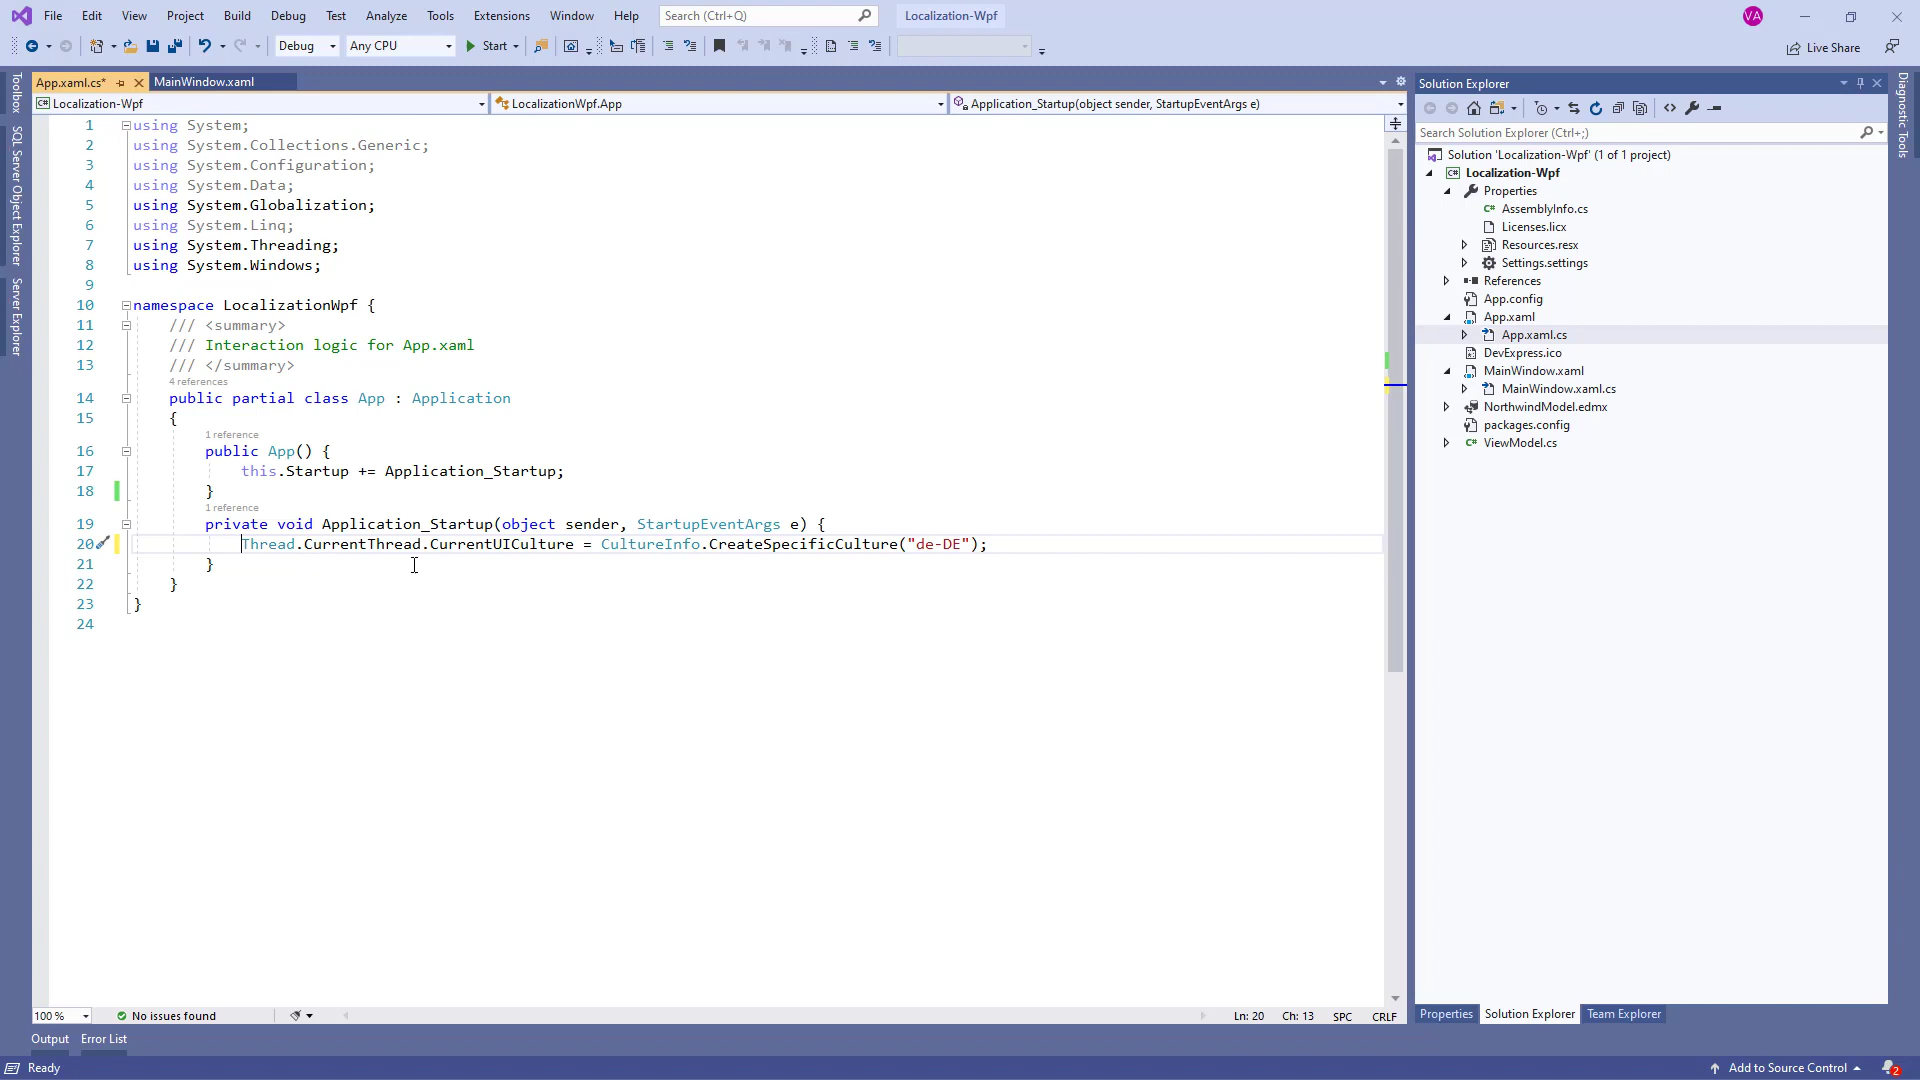 File Edit View Project Build Debug Test Analyze Tools Extensions Window Help Search (Ctrl+Q) Localization-Wpf VA
Debug Any CPU Start Live Share
App.xaml.cs* MainWindow.xaml
Localization-Wpf LocalizationWpf.App Application_Startup(object sender, StartupEventArgs e)
Toolbox
SQL Server Object Explorer
Server Explorer
1 using System;
2 using System.Collections.Generic;
3 using System.Configuration;
4 using System.Data;
5 using System.Globalization;
6 using System.Linq;
7 using System.Threading;
8 using System.Windows;
9
10 namespace LocalizationWpf {
11 /// <summary>
12 /// Interaction logic for App.xaml
13 /// </summary>
4 references
14 public partial class App : Application
15 {
1 reference
16 public App() {
17 this.Startup += Application_Startup;
18 }
1 reference
19 private void Application_Startup(object sender, StartupEventArgs e) {
20 Thread.CurrentThread.CurrentUICulture = CultureInfo.CreateSpecificCulture("de-DE");
21 }
22 }
23 }
24
100 % No issues found Ln: 20 Ch: 13 SPC CRLF
Solution Explorer
Search Solution Explorer (Ctrl+;)
Solution 'Localization-Wpf' (1 of 1 project)
Localization-Wpf
Properties
AssemblyInfo.cs
Licenses.licx
Resources.resx
Settings.settings
References
App.config
App.xaml
App.xaml.cs
DevExpress.ico
MainWindow.xaml
MainWindow.xaml.cs
NorthwindModel.edmx
packages.config
ViewModel.cs
Properties Solution Explorer Team Explorer
Diagnostic Tools
Output Error List
Ready Add to Source Control 2